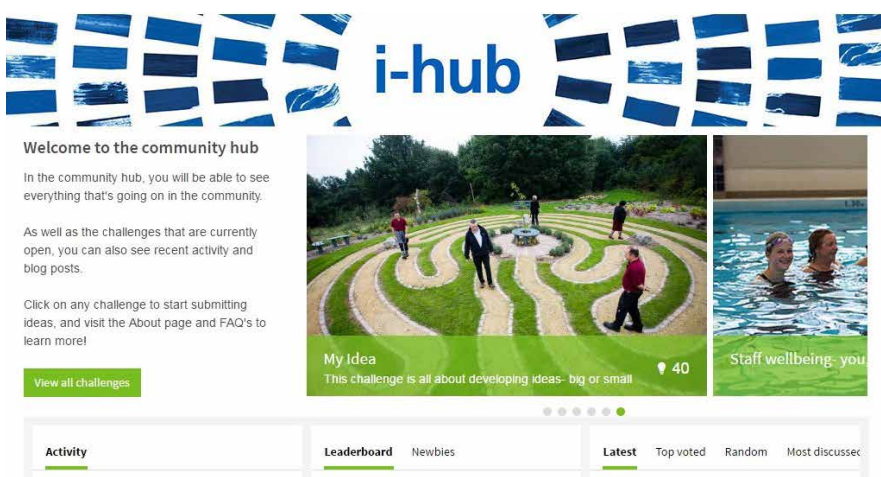 i-hub
Welcome to the community hub
In the community hub, you will be able to see
everything that's going on in the community.
As well as the challenges that are currently
open, you can also see recent activity and
blog posts.
Click on any challenge to start submitting
ideas, and visit the About page and FAQ's to
learn more!
View all challenges
My Idea
This challenge is all about developing ideas- big or small
40
1.30
Staff wellbeing- you
Activity
Leaderboard Newbies
Latest Top voted Random Most discussed